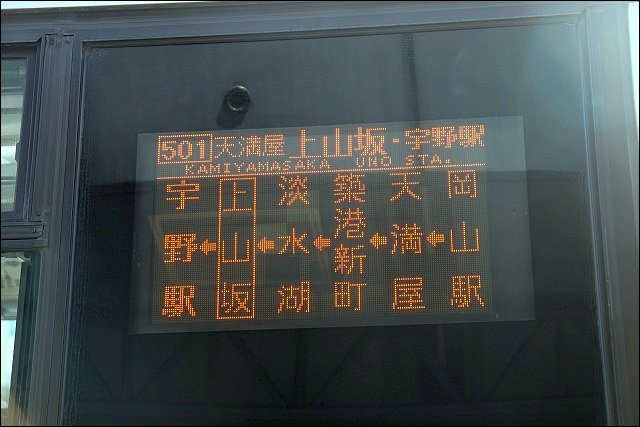 501 天満屋 上山坂・宇野駅
KAMIYAMASAKA UNO STA.
岡山駅
←
天満屋
←
築港新町
←
淡水湖
←
上山坂
←
宇野駅